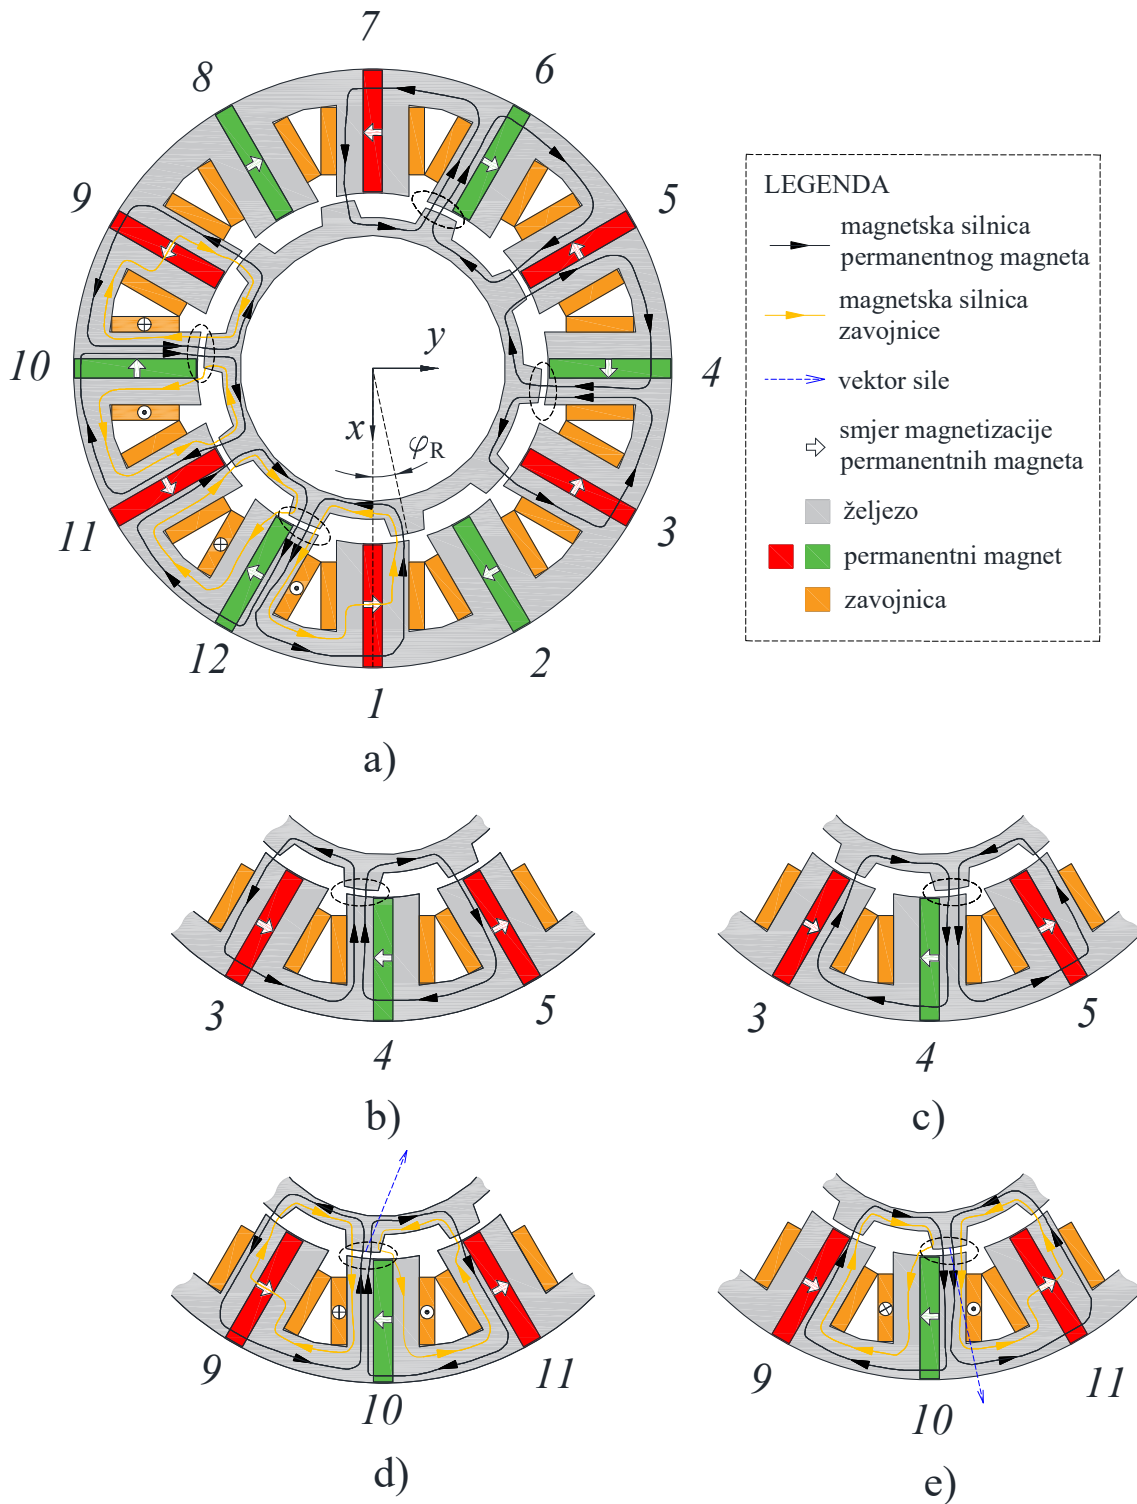 7
8
6
9
5
10
4
y
x
φR
11
3
12
2
1
a)
LEGENDA
magnetska silnica
permanentnog magneta
magnetska silnica
zavojnice
vektor sile
smjer magnetizacije
permanentnih magneta
željezo
permanentni magnet
zavojnica
3
5
4
b)
3
5
4
c)
9
11
10
d)
9
11
10
e)